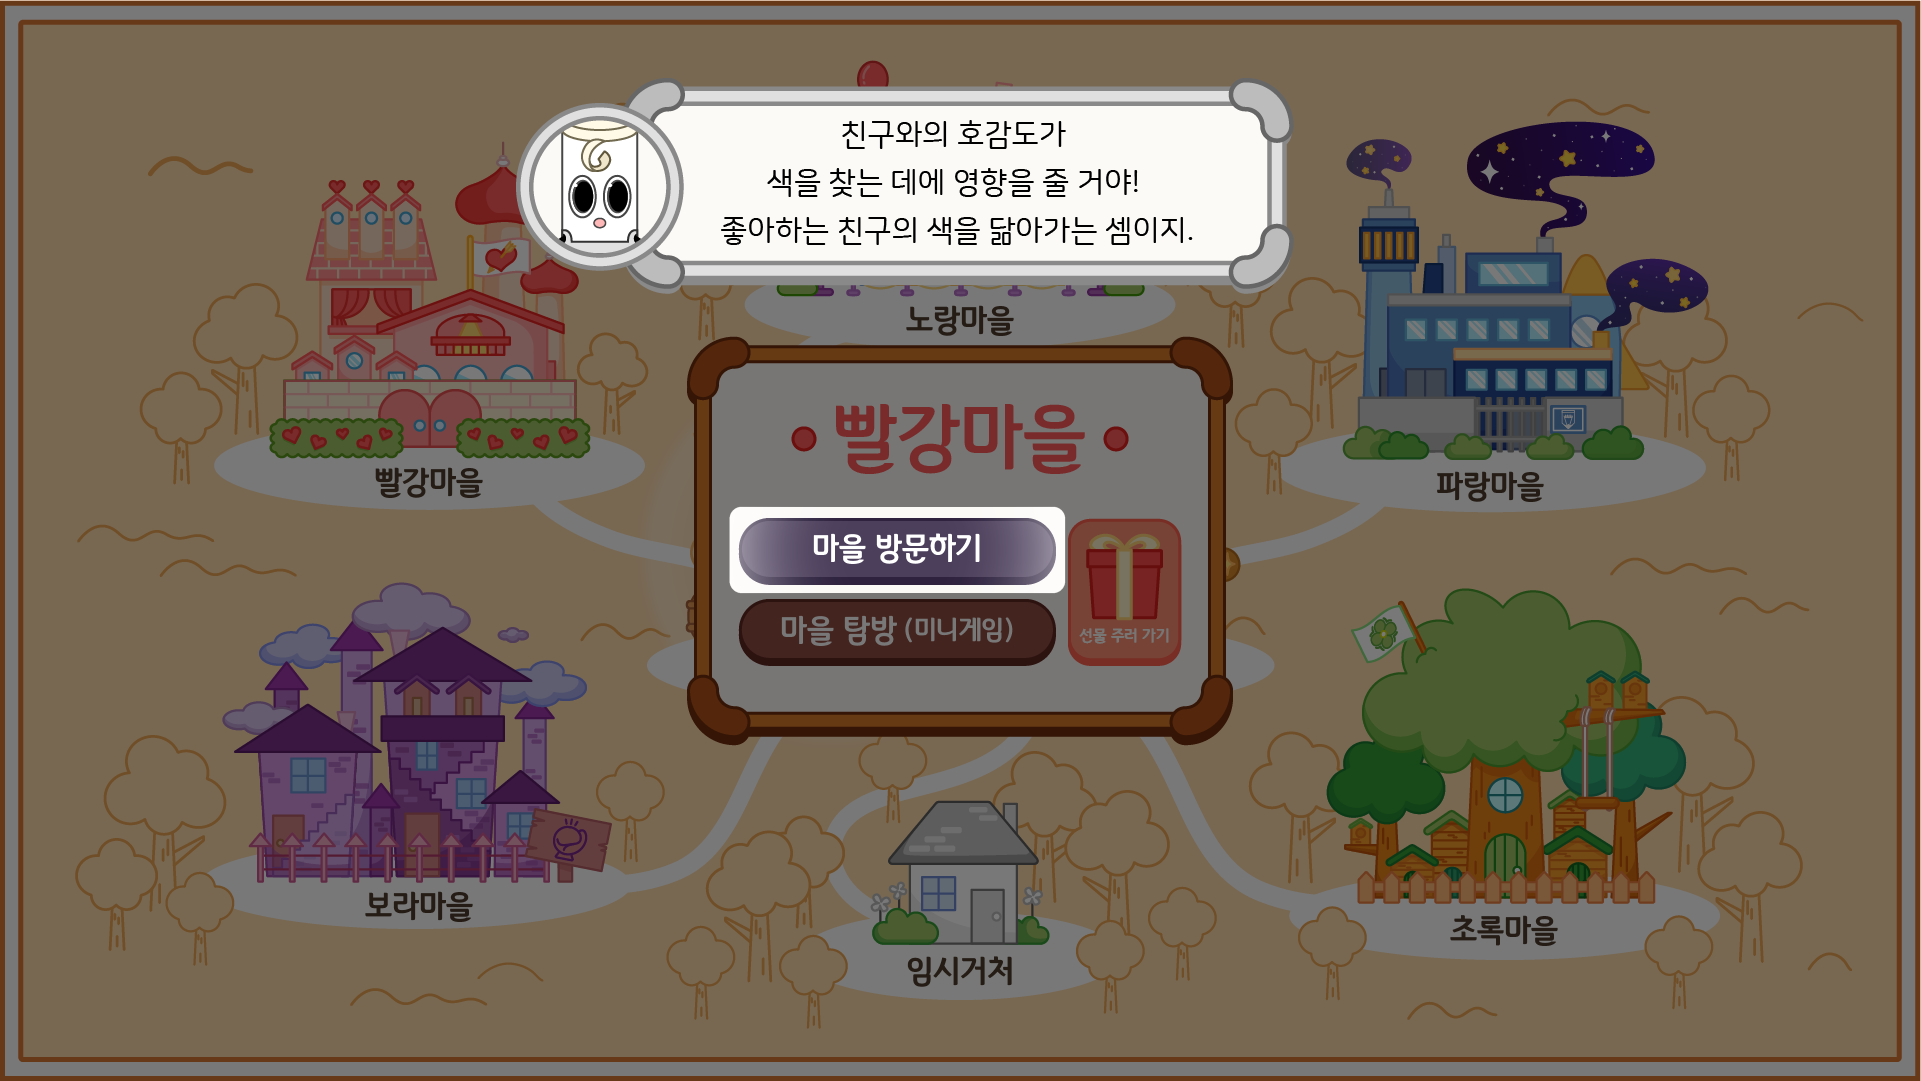 친구와의 호감도가
색을 찾는 데에 영향을 줄 거야!
좋아하는 친구의 색을 닮아가는 셈이지.
노랑마을
빨강마을
마을 방문하기
마을 탐방 (미니게임)
선물 주러 가기
빨강마을
파랑마을
보라마을
임시거처
초록마을